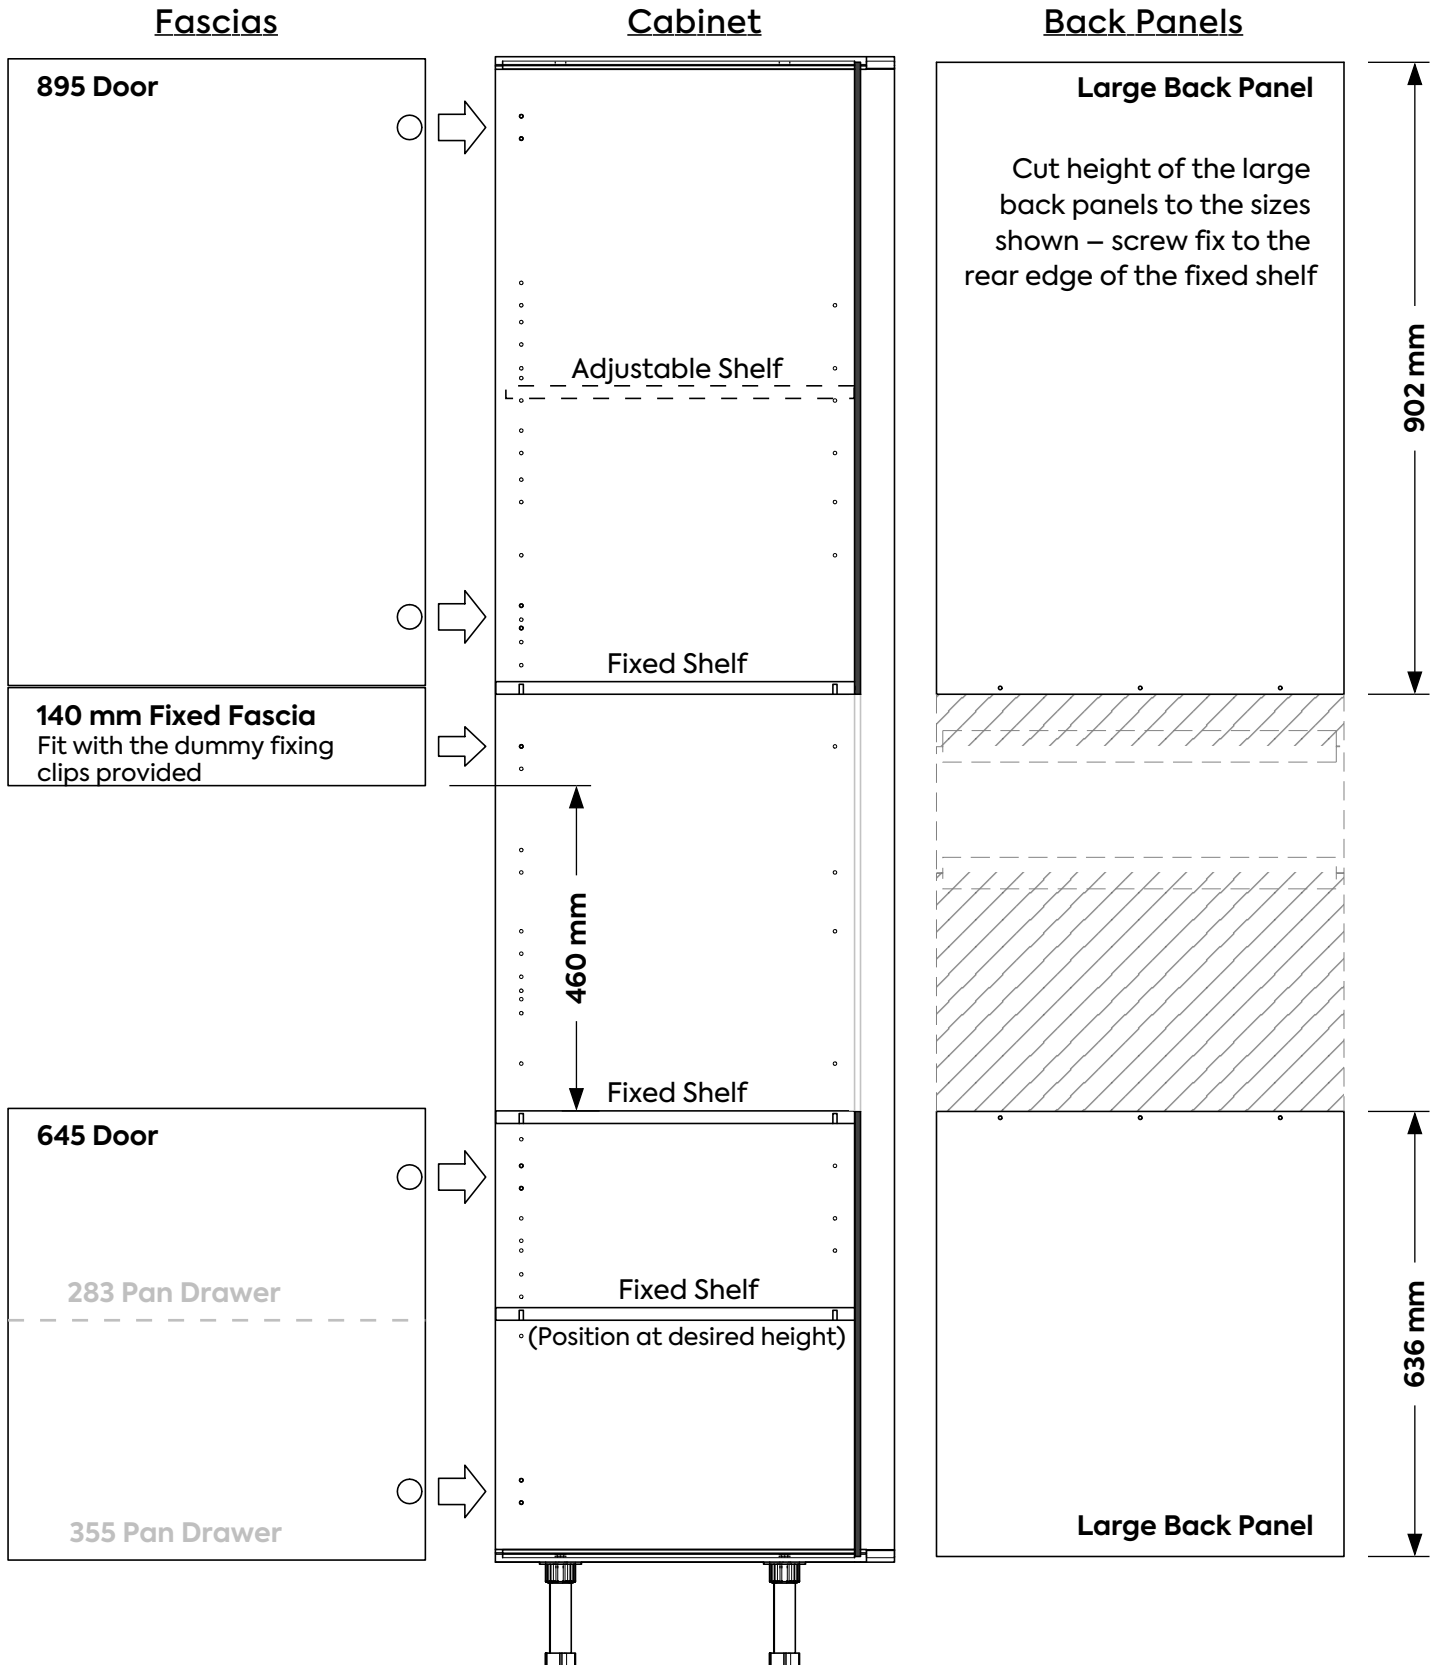 Fascias
Cabinet
Back Panels
895 Door
Large Back Panel
Cut height of the large
back panels to the sizes
shown – screw fix to the
rear edge of the fixed shelf
902 mm
Adjustable Shelf
Fixed Shelf
140 mm Fixed Fascia
Fit with the dummy fixing
clips provided
460 mm
Fixed Shelf
645 Door
283 Pan Drawer
Fixed Shelf
(Position at desired height)
636 mm
355 Pan Drawer
Large Back Panel